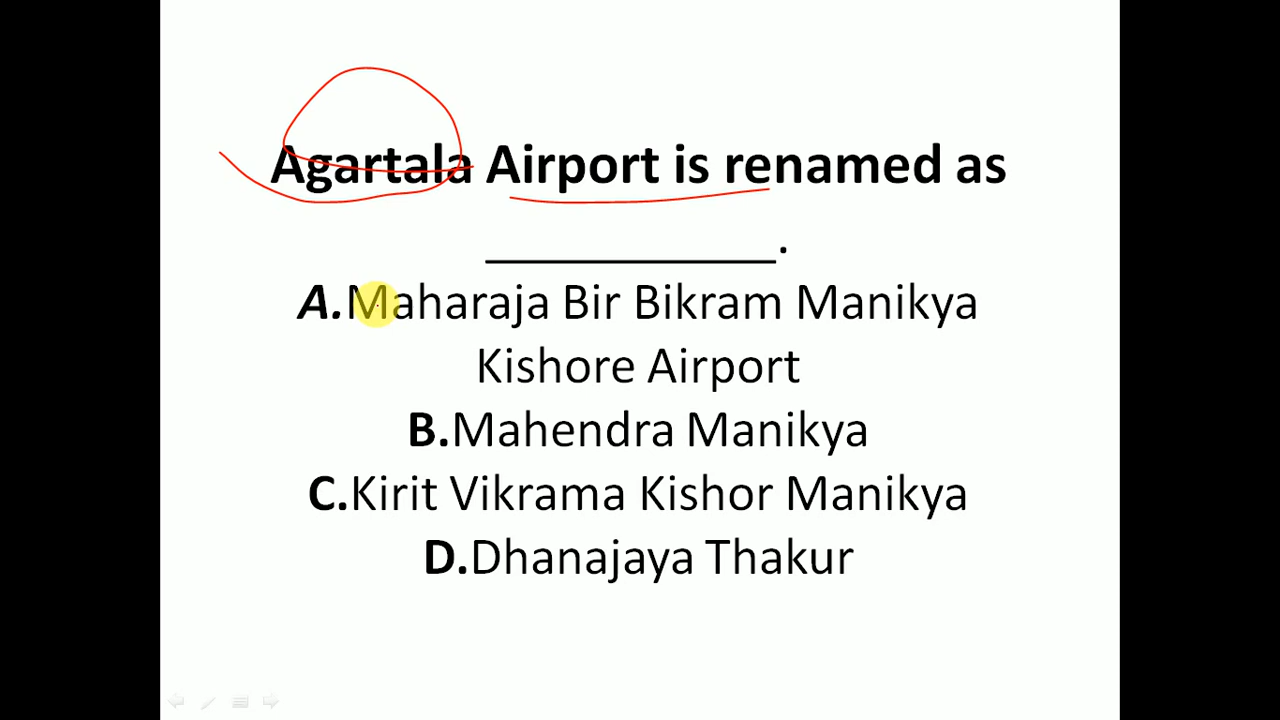 Agartala Airport is renamed as
____________.
A.Maharaja Bir Bikram Manikya
Kishore Airport
B.Mahendra Manikya
C.Kirit Vikrama Kishor Manikya
D.Dhanajaya Thakur